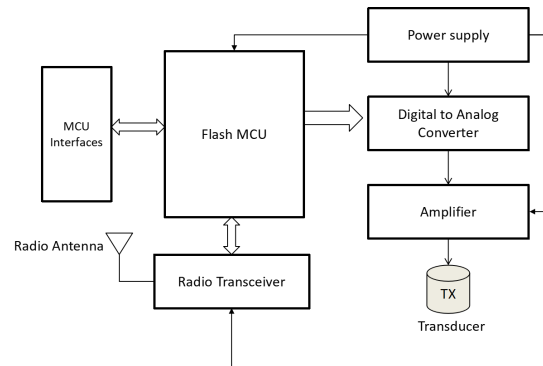 Power supply
MCU
Interfaces
Flash MCU
Digital to Analog
Converter
Amplifier
Radio Antenna
Radio Transceiver
TX
Transducer